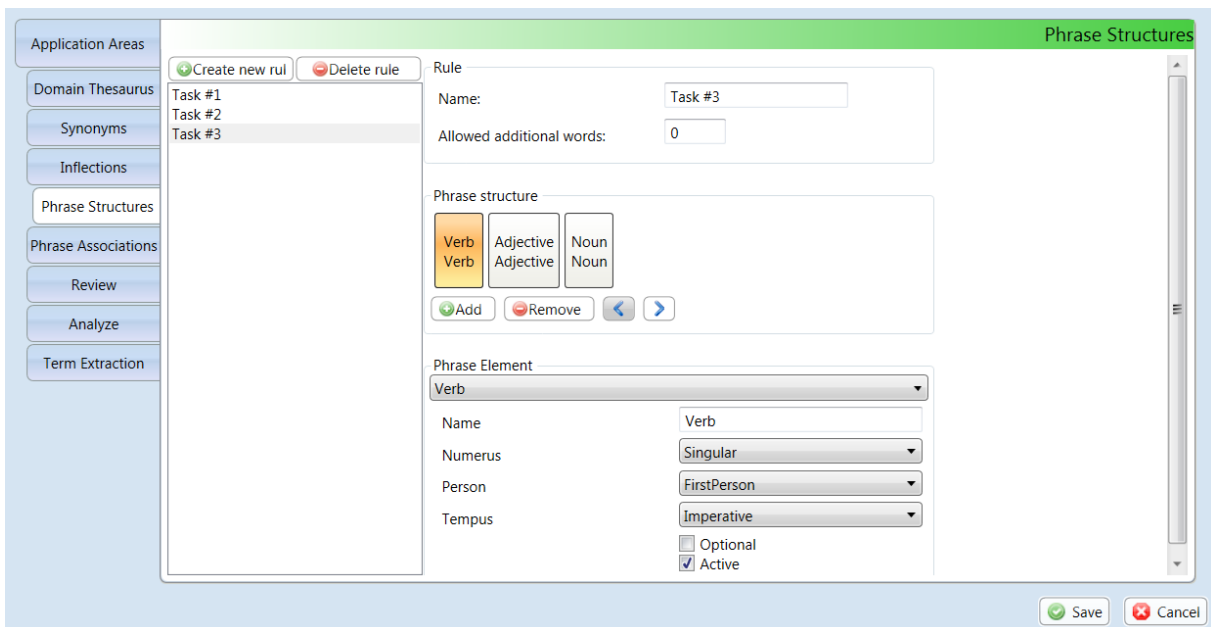 Phrase Structures
Application Areas
Domain Thesaurus
Synonyms
Inflections
Phrase Structures
Phrase Associations
Review
Analyze
Term Extraction
Create new rul
Delete rule
Task #1
Task #2
Task #3
Rule
Name:
Task #3
Allowed additional words:
0
Phrase structure
Verb
Verb
Adjective
Adjective
Noun
Noun
Add
Remove
Phrase Element
Verb
Name
Verb
Numerus
Singular
Person
FirstPerson
Tempus
Imperative
Optional
Active
Save
Cancel